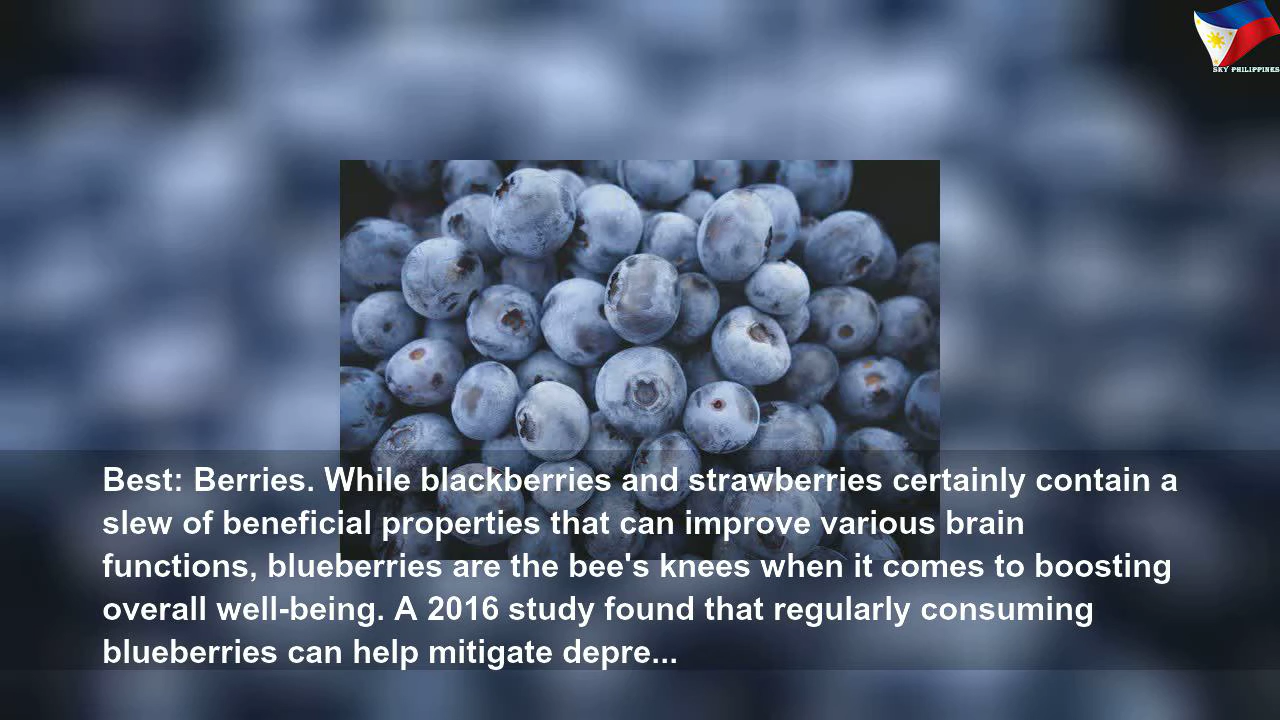 SKY PHILIPPINES
Best: Berries. While blackberries and strawberries certainly contain a
slew of beneficial properties that can improve various brain
functions, blueberries are the bee's knees when it comes to boosting
overall well-being. A 2016 study found that regularly consuming
blueberries can help mitigate depre...